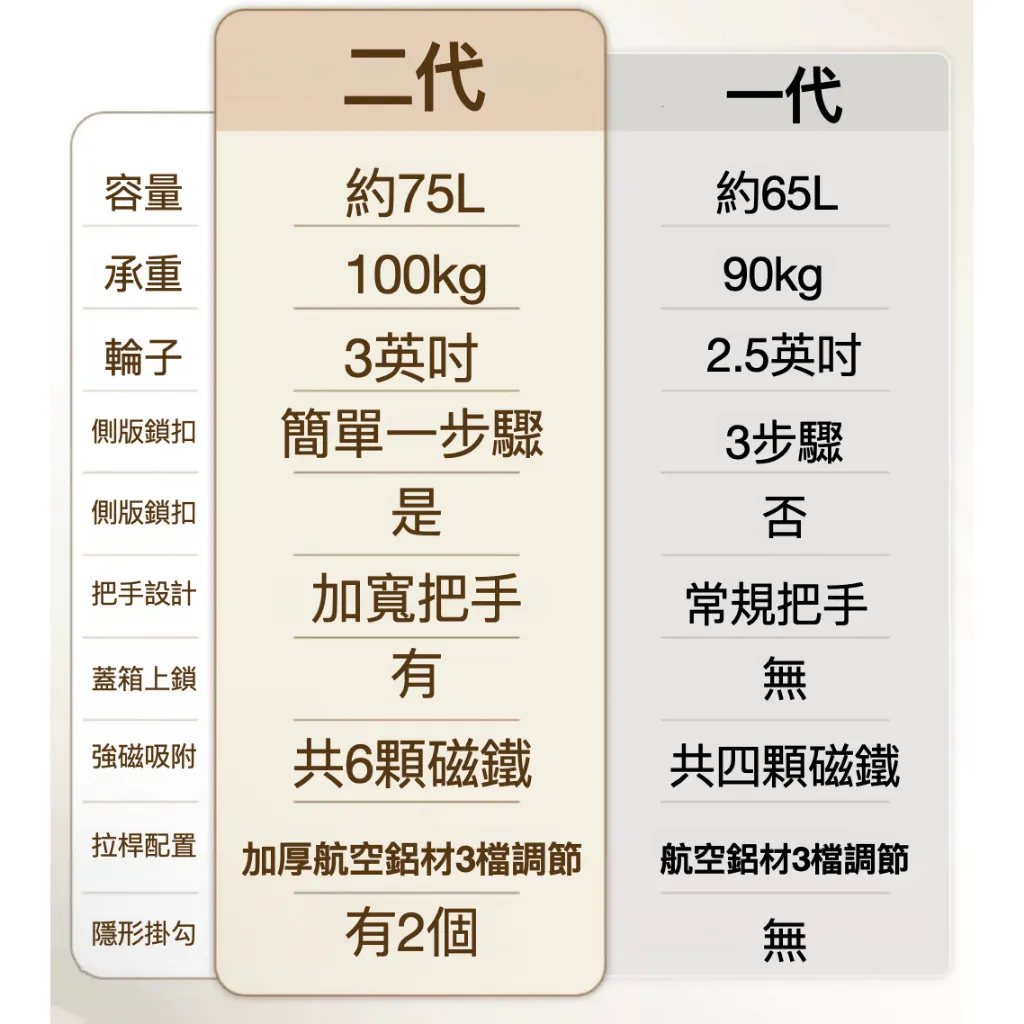 二代
一代
容量 約75L 約65L
承重 100kg 90kg
輪子 3英吋 2.5英吋
側版鎖扣 簡單一步驟 3步驟
側版鎖扣 是 否
把手設計 加寬把手 常規把手
蓋箱上鎖 有 無
強磁吸附 共6顆磁鐵 共四顆磁鐵
拉桿配置 加厚航空鋁材3檔調節 航空鋁材3檔調節
隱形掛勾 有2個 無